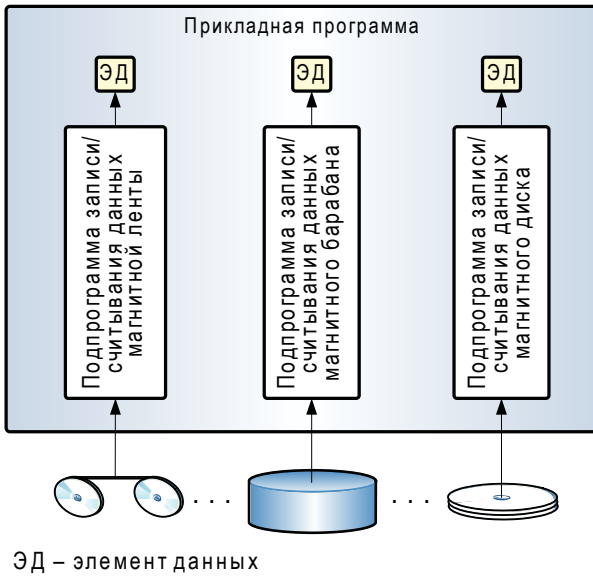 Прикладная программа
ЭД
ЭД
ЭД
Подпрограмма записи/
считывания данных
магнитной ленты
Подпрограмма записи/
считывания данных
магнитного барабана
Подпрограмма записи/
считывания данных
магнитного диска
. . .
. . .
ЭД – элемент данных